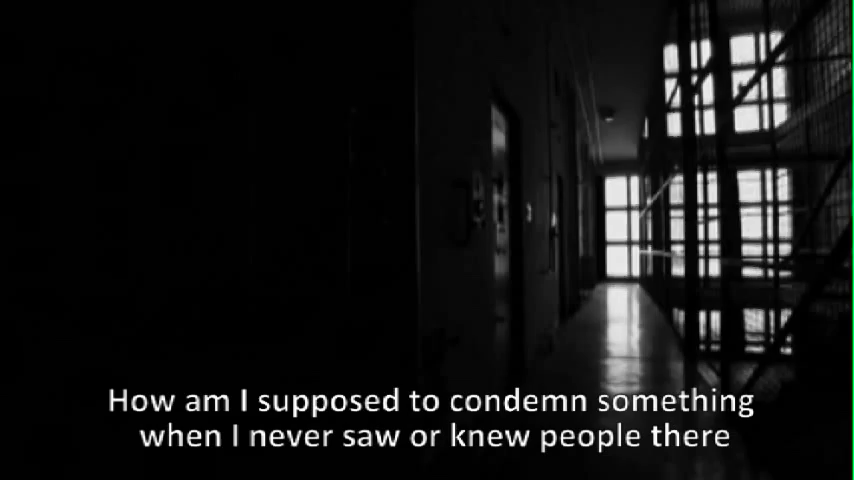 How am I supposed to condemn something
when I never saw or knew people there